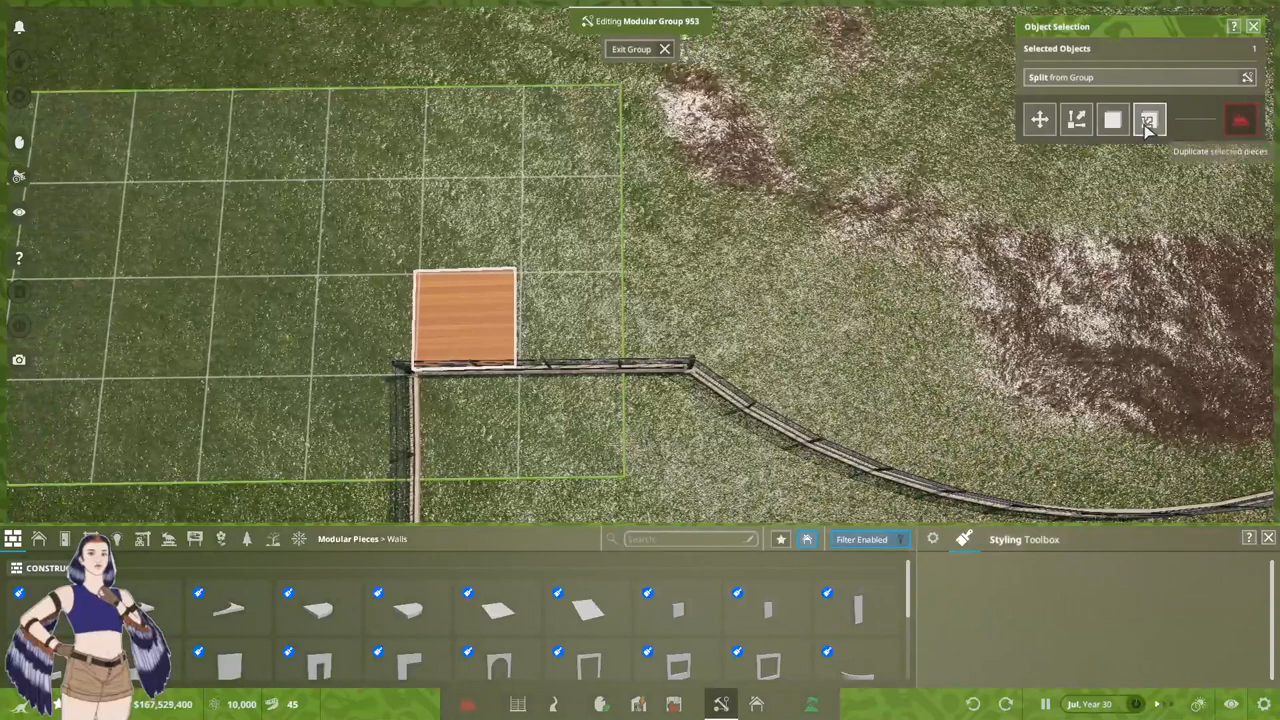 Editing Modular Group 953
Exit Group
Object Selection
?
Selected Objects 1
Split from Group
Duplicate selected pieces
?
Modular Pieces > Walls
Search
Filter Enabled
Styling Toolbox
?
$167,529,400
10,000
45
Jul, Year 30